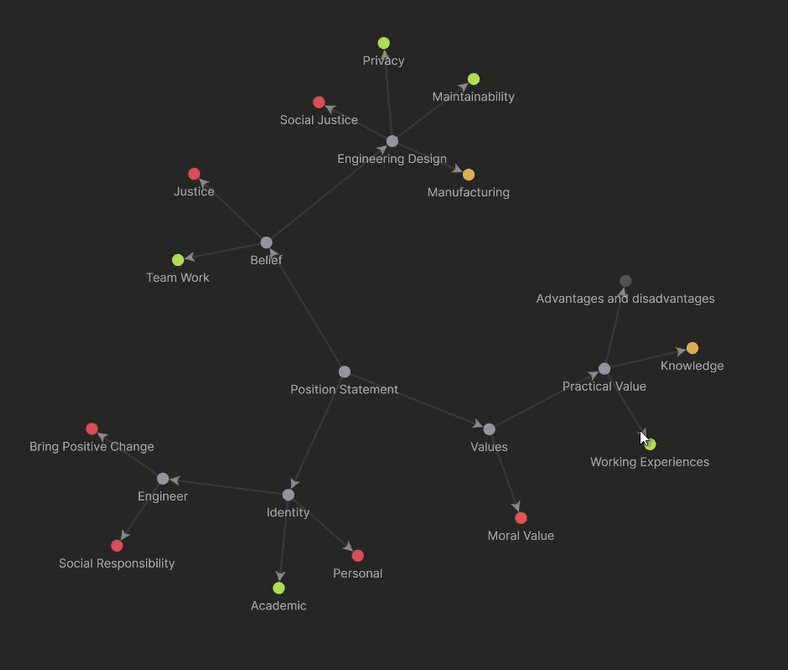 Privacy
Maintainability
Social Justice
Engineering Design
Manufacturing
Justice
Belief
Team Work
Advantages and disadvantages
Knowledge
Practical Value
Position Statement
Values
Bring Positive Change
Working Experiences
Engineer
Identity
Moral Value
Social Responsibility
Personal
Academic